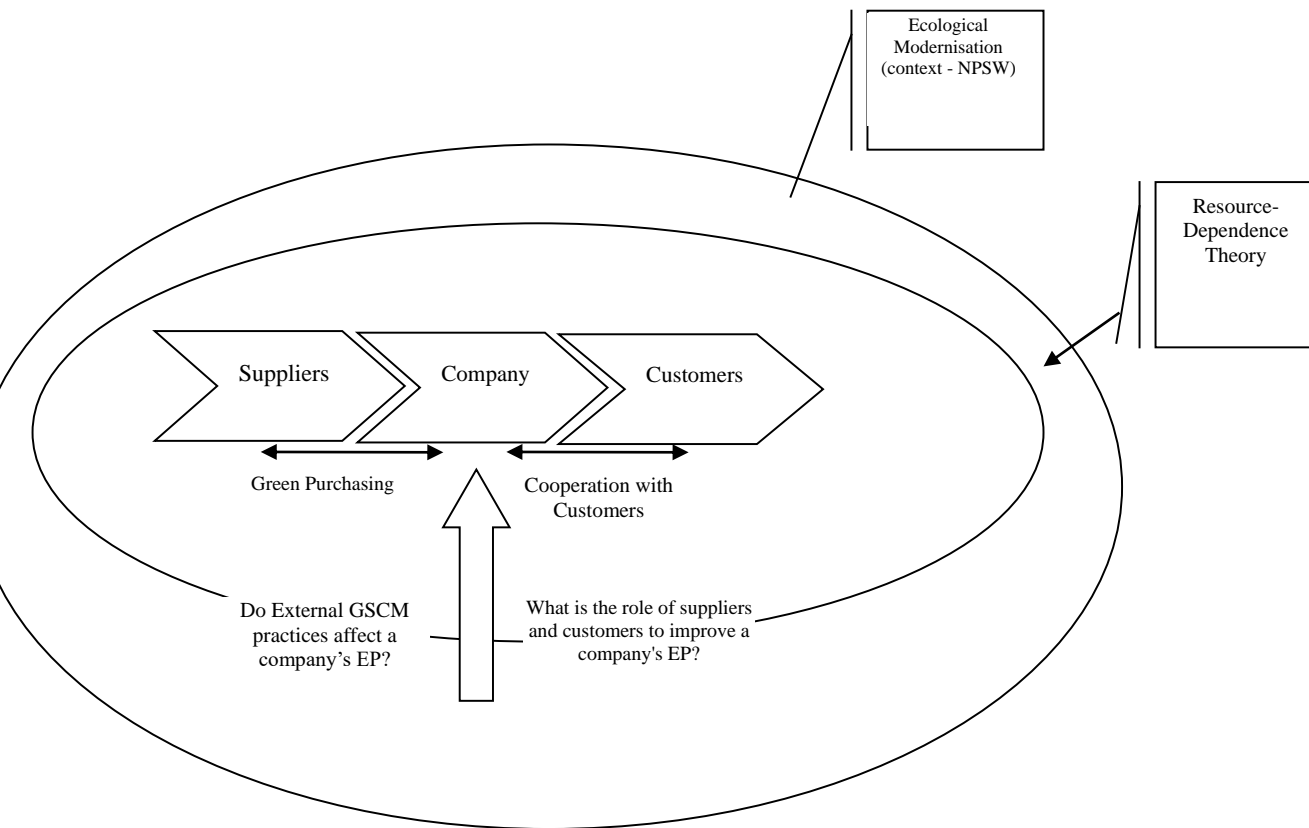 Ecological
Modernisation
(context - NPSW)
Resource-
Dependence
Theory
Suppliers
Company
Customers
Green Purchasing
Cooperation with
Customers
Do External GSCM
practices affect a
company’s EP?
What is the role of suppliers
and customers to improve a
company's EP?